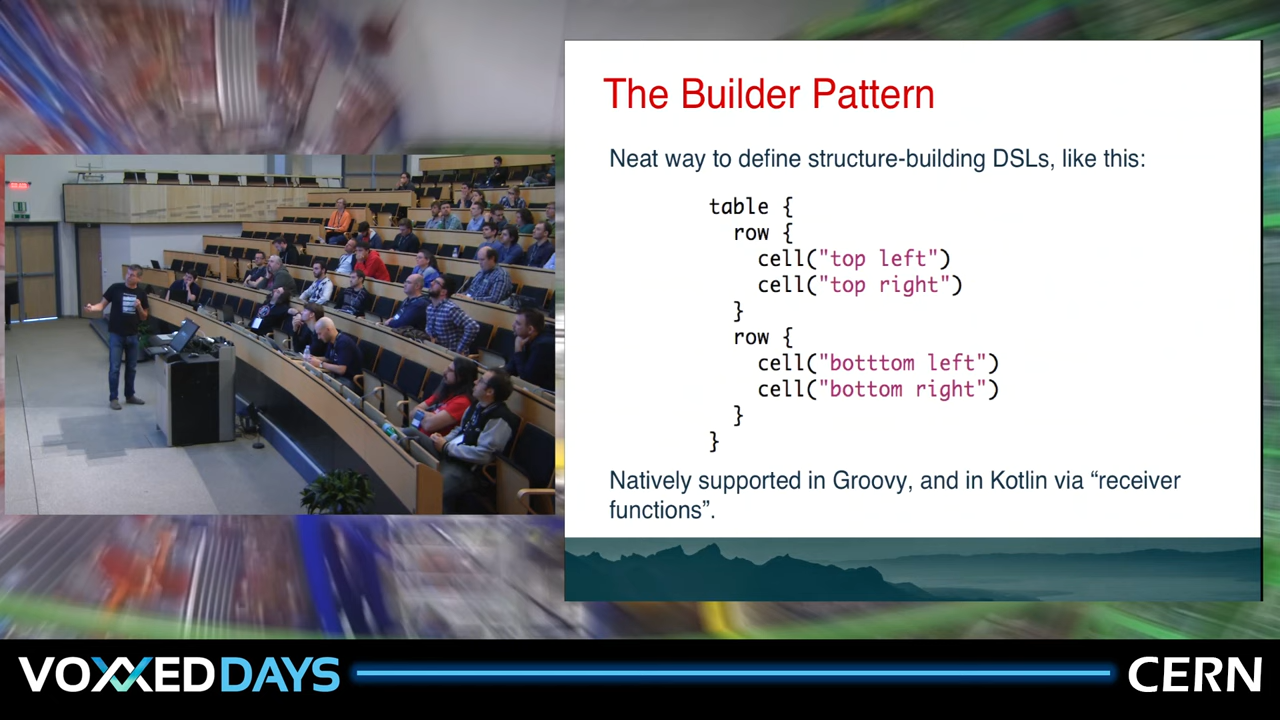 The Builder Pattern
Neat way to define structure-building DSLs, like this:
table {
row {
cell("top left")
cell("top right")
}
row {
cell("botttom left")
cell("bottom right")
}
}
Natively supported in Groovy, and in Kotlin via “receiver
functions”.
VOXXED DAYS
CERN